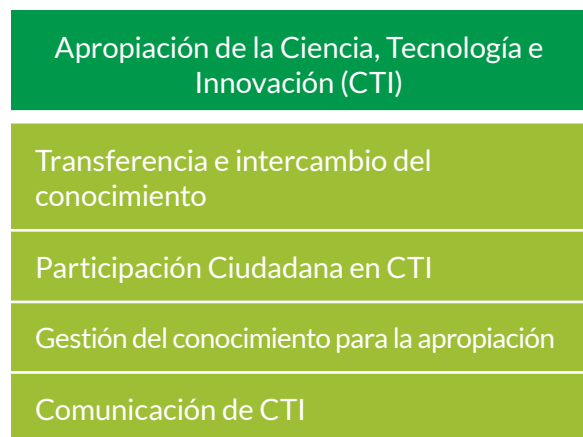 Apropiación de la Ciencia, Tecnología e
Innovación (CTI)
Transferencia e intercambio del
conocimiento
Participación Ciudadana en CTI
Gestión del conocimiento para la apropiación
Comunicación de CTI